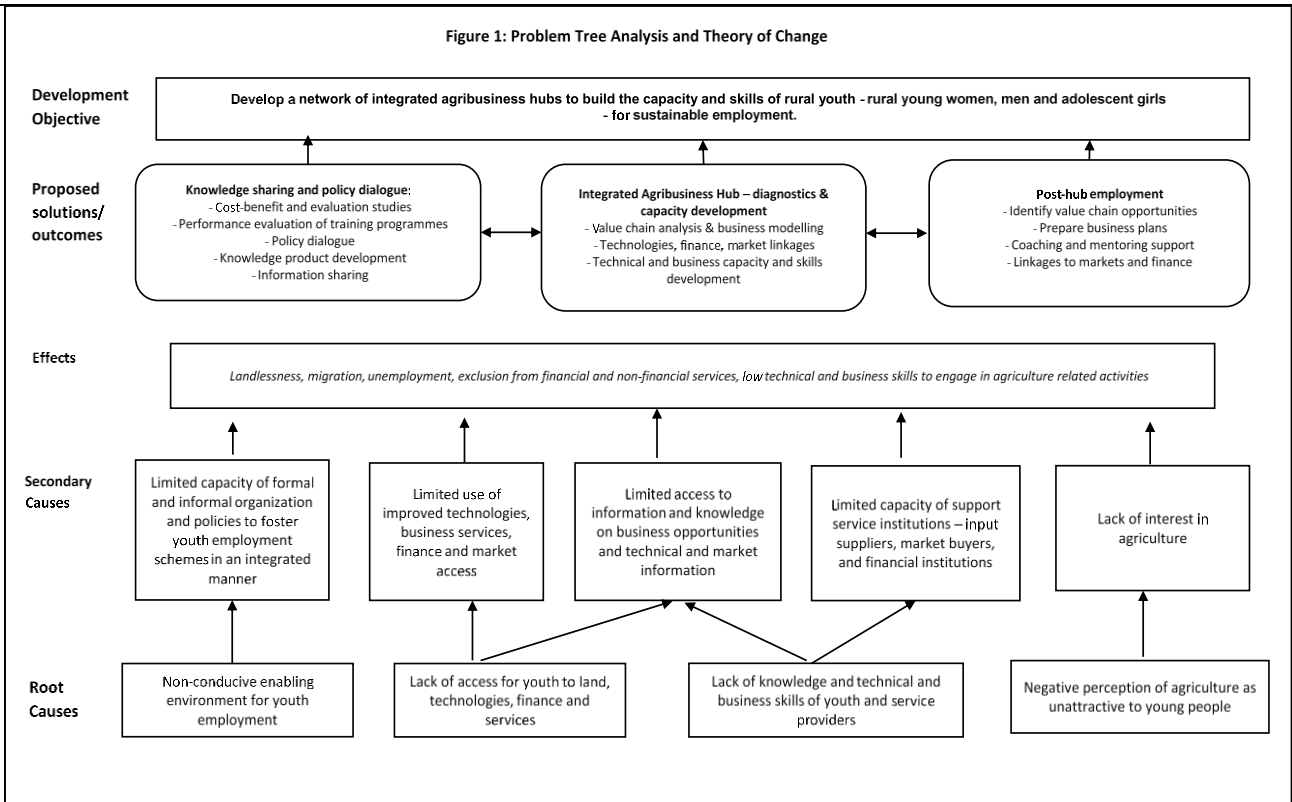 Figure 1: Problem Tree Analysis and Theory of Change
Development
Objective
Develop a network of integrated agribusiness hubs to build the capacity and skills of rural youth - rural young women, men and adolescent girls
- for sustainable employment.
Proposed
solutions/
outcomes
Knowledge sharing and policy dialogue:
- Cost-benefit and evaluation studies
- Performance evaluation of training programmes
- Policy dialogue
- Knowledge product development
- Information sharing
Integrated Agribusiness Hub – diagnostics &
capacity development
- Value chain analysis & business modelling
- Technologies, finance, market linkages
- Technical and business capacity and skills
development
Post-hub employment
- Identify value chain opportunities
- Prepare business plans
- Coaching and mentoring support
- Linkages to markets and finance
Effects
Landlessness, migration, unemployment, exclusion from financial and non-financial services, low technical and business skills to engage in agriculture related activities
Secondary
Causes
Limited capacity of formal
and informal organization
and policies to foster
youth employment
schemes in an integrated
manner
Limited use of
improved technologies,
business services,
finance and market
access
Limited access to
information and knowledge
on business opportunities
and technical and market
information
Limited capacity of support
service institutions – input
suppliers, market buyers,
and financial institutions
Lack of interest in
agriculture
Root
Causes
Non-conducive enabling
environment for youth
employment
Lack of access for youth to land,
technologies, finance and
services
Lack of knowledge and technical and
business skills of youth and service
providers
Negative perception of agriculture as
unattractive to young people